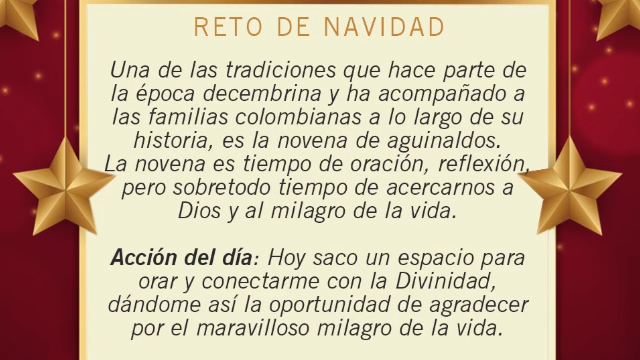 RETO DE NAVIDAD
Una de las tradiciones que hace parte de
la época decembrina y ha acompañado a
las familias colombianas a lo largo de su
historia, es la novena de aguinaldos.
La novena es tiempo de oración, reflexión,
pero sobretodo tiempo de acercarnos a
Dios y al milagro de la vida.
Acción del día: Hoy saco un espacio para
orar y conectarme con la Divinidad,
dándome así la oportunidad de agradecer
por el maravilloso milagro de la vida.